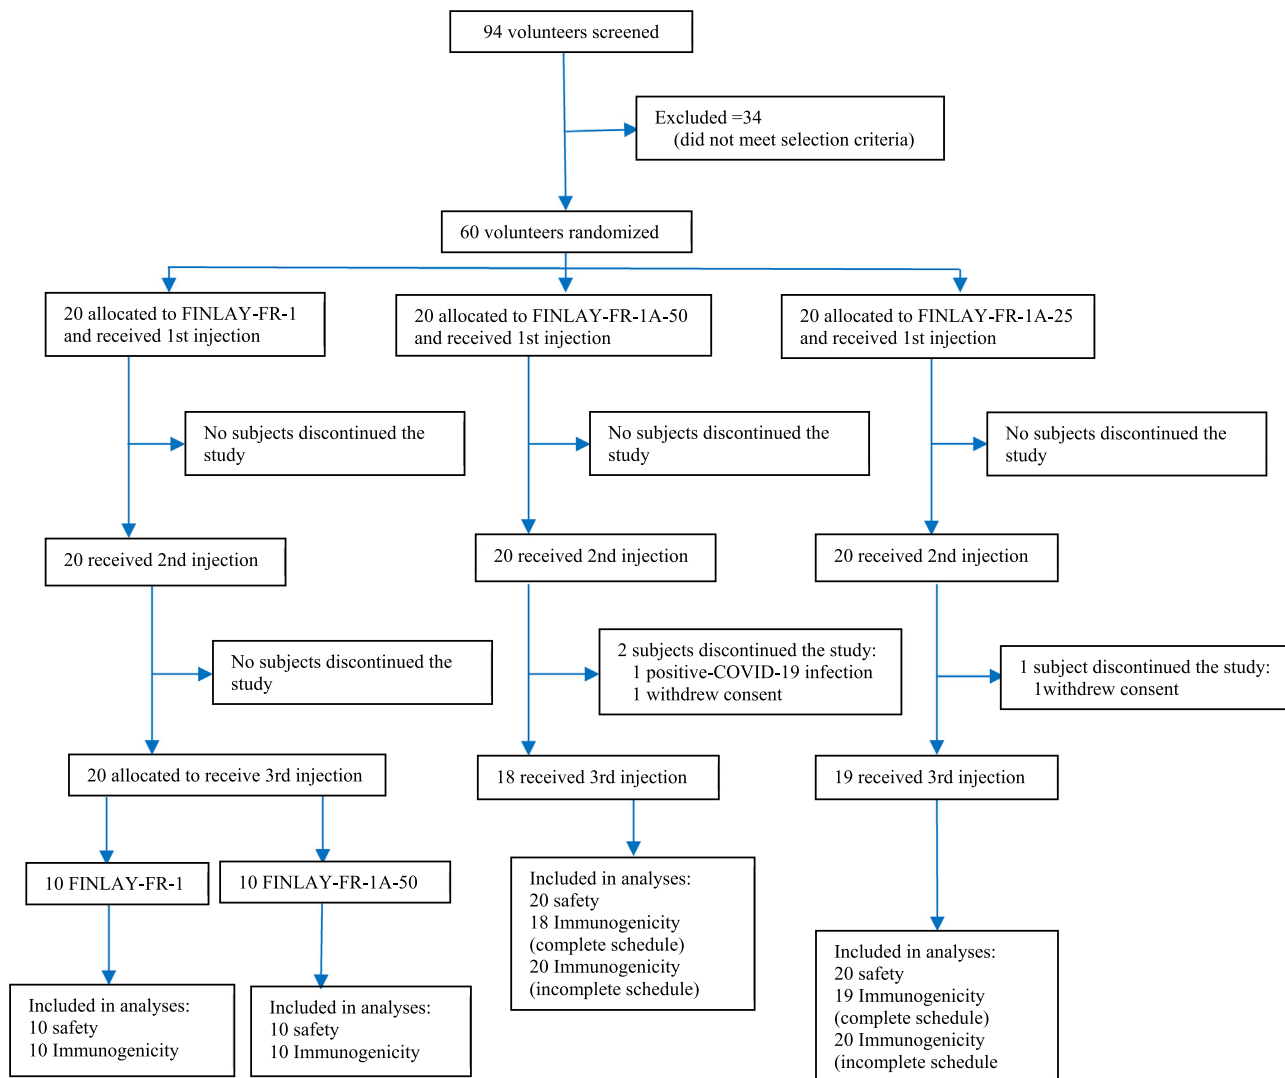 94 volunteers screened
Excluded =34
(did not meet selection criteria)
60 volunteers randomized
20 allocated to FINLAY-FR-1
and received 1st injection
20 allocated to FINLAY-FR-1A-50
and received 1st injection
20 allocated to FINLAY-FR-1A-25
and received 1st injection
No subjects discontinued the
study
No subjects discontinued the
study
No subjects discontinued the
study
20 received 2nd injection
20 received 2nd injection
20 received 2nd injection
No subjects discontinued the
study
2 subjects discontinued the study:
1 positive-COVID-19 infection
1 withdrew consent
1 subject discontinued the study:
1withdrew consent
20 allocated to receive 3rd injection
18 received 3rd injection
19 received 3rd injection
10 FINLAY-FR-1
10 FINLAY-FR-1A-50
Included in analyses:
20 safety
18 Immunogenicity
(complete schedule)
20 Immunogenicity
(incomplete schedule)
Included in analyses:
20 safety
19 Immunogenicity
(complete schedule)
20 Immunogenicity
(incomplete schedule
Included in analyses:
10 safety
10 Immunogenicity
Included in analyses:
10 safety
10 Immunogenicity